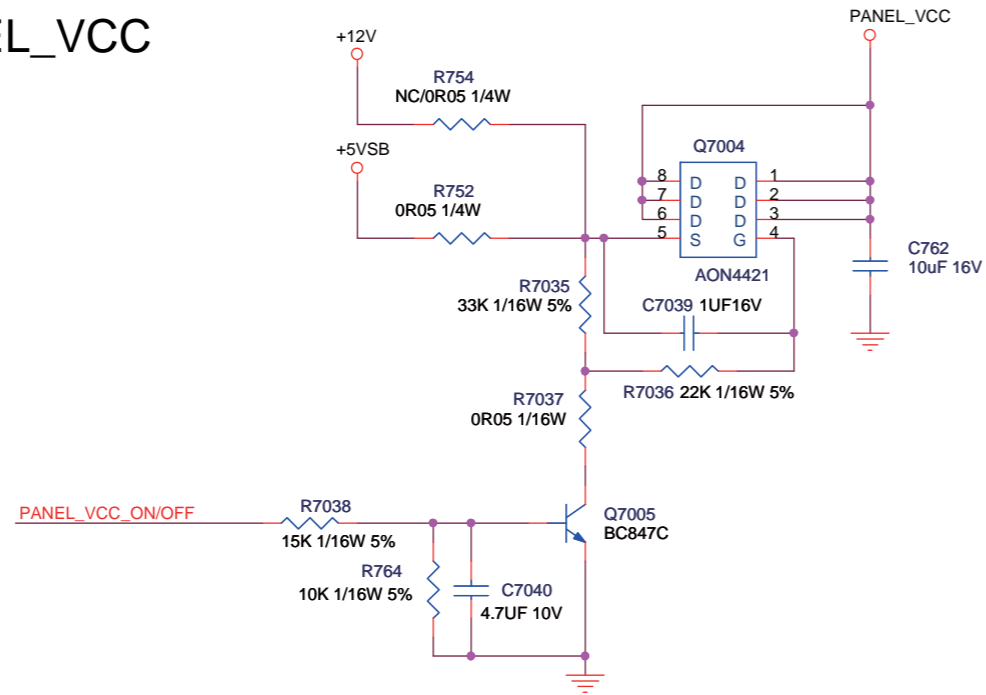 EL_VCC
PANEL_VCC
+12V
R754
NC/0R05 1/4W
+5VSB
R752
0R05 1/4W
Q7004
8 D D 1
7 D D 2
6 D D 3
5 S G 4
AON4421
C762
10uF 16V
R7035
33K 1/16W 5%
C7039 1UF16V
R7036 22K 1/16W 5%
R7037
0R05 1/16W
PANEL_VCC_ON/OFF
R7038
15K 1/16W 5%
Q7005
BC847C
R764
10K 1/16W 5%
C7040
4.7UF 10V